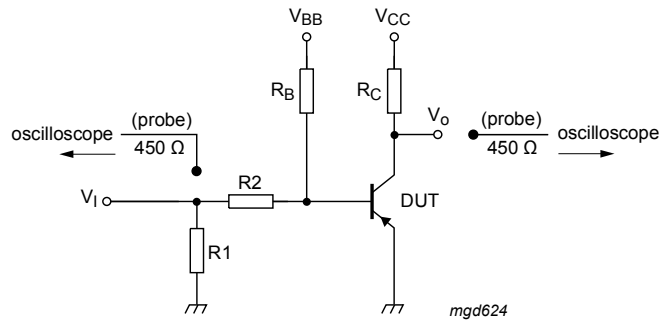 VBB
VCC
RB
RC
Vo
(probe)
450 Ω
oscilloscope
(probe)
450 Ω
oscilloscope
R2
VI
DUT
R1
mgd624